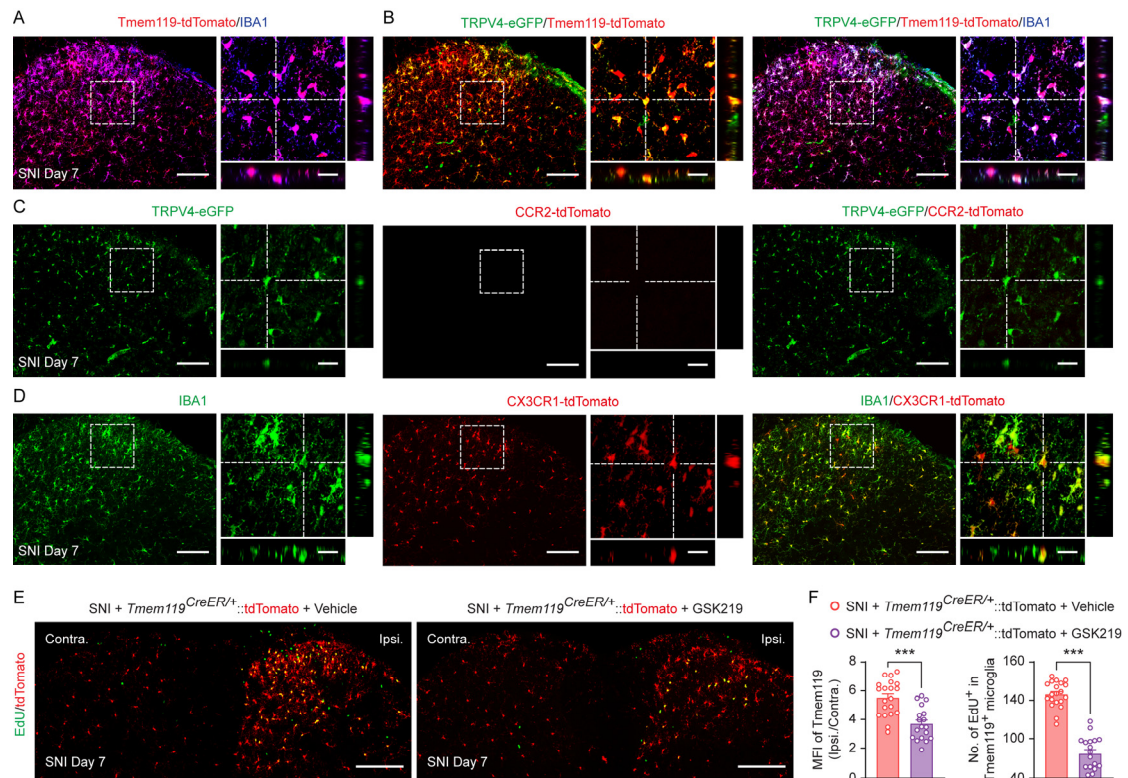 A
Tmem119-tdTomato/IBA1
SNI Day 7
B
TRPV4-eGFP/Tmem119-tdTomato
TRPV4-eGFP/Tmem119-tdTomato/IBA1
C
TRPV4-eGFP
SNI Day 7
CCR2-tdTomato
TRPV4-eGFP/CCR2-tdTomato
D
IBA1
SNI Day 7
CX3CR1-tdTomato
IBA1/CX3CR1-tdTomato
E
SNI + Tmem119CreER/+::tdTomato + Vehicle
SNI + Tmem119CreER/+::tdTomato + GSK219
EdU/tdTomato
Contra.
Ipsi.
SNI Day 7
Contra.
Ipsi.
SNI Day 7
F
SNI + Tmem119CreER/+::tdTomato + Vehicle
SNI + Tmem119CreER/+::tdTomato + GSK219
MFI of Tmem119
(Ipsi./Contra.)
8
6
4
2
0
***
No. of EdU+ in
Tmem119+ microglia
160
140
100
40
***